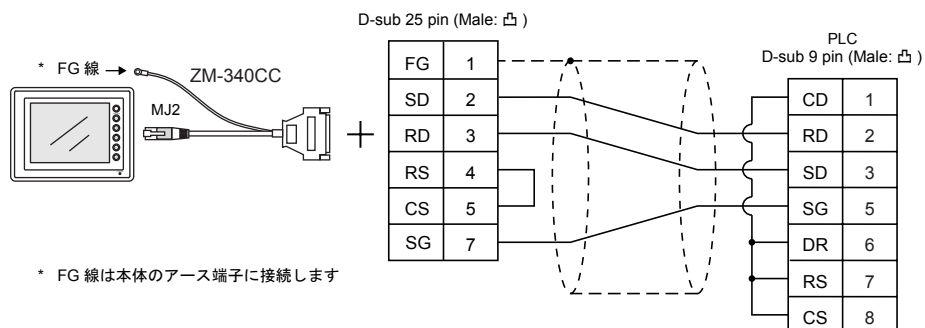 D-sub 25 pin (Male: 凸 )
PLC
D-sub 9 pin (Male: 凸 )
* FG 線 →
ZM-340CC
MJ2
+
FG 1
SD 2
RD 3
RS 4
CS 5
SG 7
CD 1
RD 2
SD 3
SG 5
DR 6
RS 7
CS 8
* FG 線は本体のアース端子に接続します